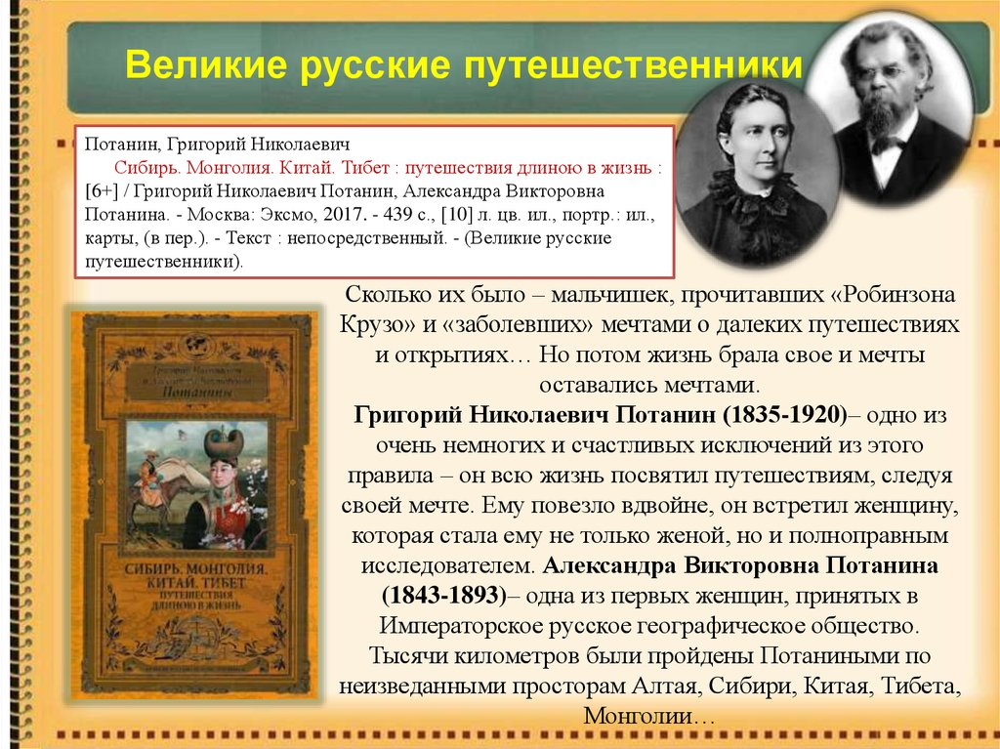 Великие русские путешественники
Потанин, Григорий Николаевич
Сибирь. Монголия. Китай. Тибет : путешествия длиною в жизнь :
[6+] / Григорий Николаевич Потанин, Александра Викторовна
Потанина. - Москва: Эксмо, 2017. - 439 с., [10] л. цв. ил., портр.: ил.,
карты, (в пер.). - Текст : непосредственный. - (Великие русские
путешественники).
Сколько их было – мальчишек, прочитавших «Робинзона
Крузо» и «заболевших» мечтами о далеких путешествиях
и открытиях… Но потом жизнь брала свое и мечты
оставались мечтами.
Григорий Николаевич Потанин (1835-1920)– одно из
очень немногих и счастливых исключений из этого
правила – он всю жизнь посвятил путешествиям, следуя
своей мечте. Ему повезло вдвойне, он встретил женщину,
которая стала ему не только женой, но и полноправным
исследователем. Александра Викторовна Потанина
(1843-1893)– одна из первых женщин, принятых в
Императорское русское географическое общество.
Тысячи километров были пройдены Потаниными по
неизведанными просторам Алтая, Сибири, Китая, Тибета,
Монголии…
Потанины
СИБИРЬ. МОНГОЛИЯ.
КИТАЙ. ТИБЕТ
ПУТЕШЕСТВИЯ
ДЛИНОЮ В ЖИЗНЬ